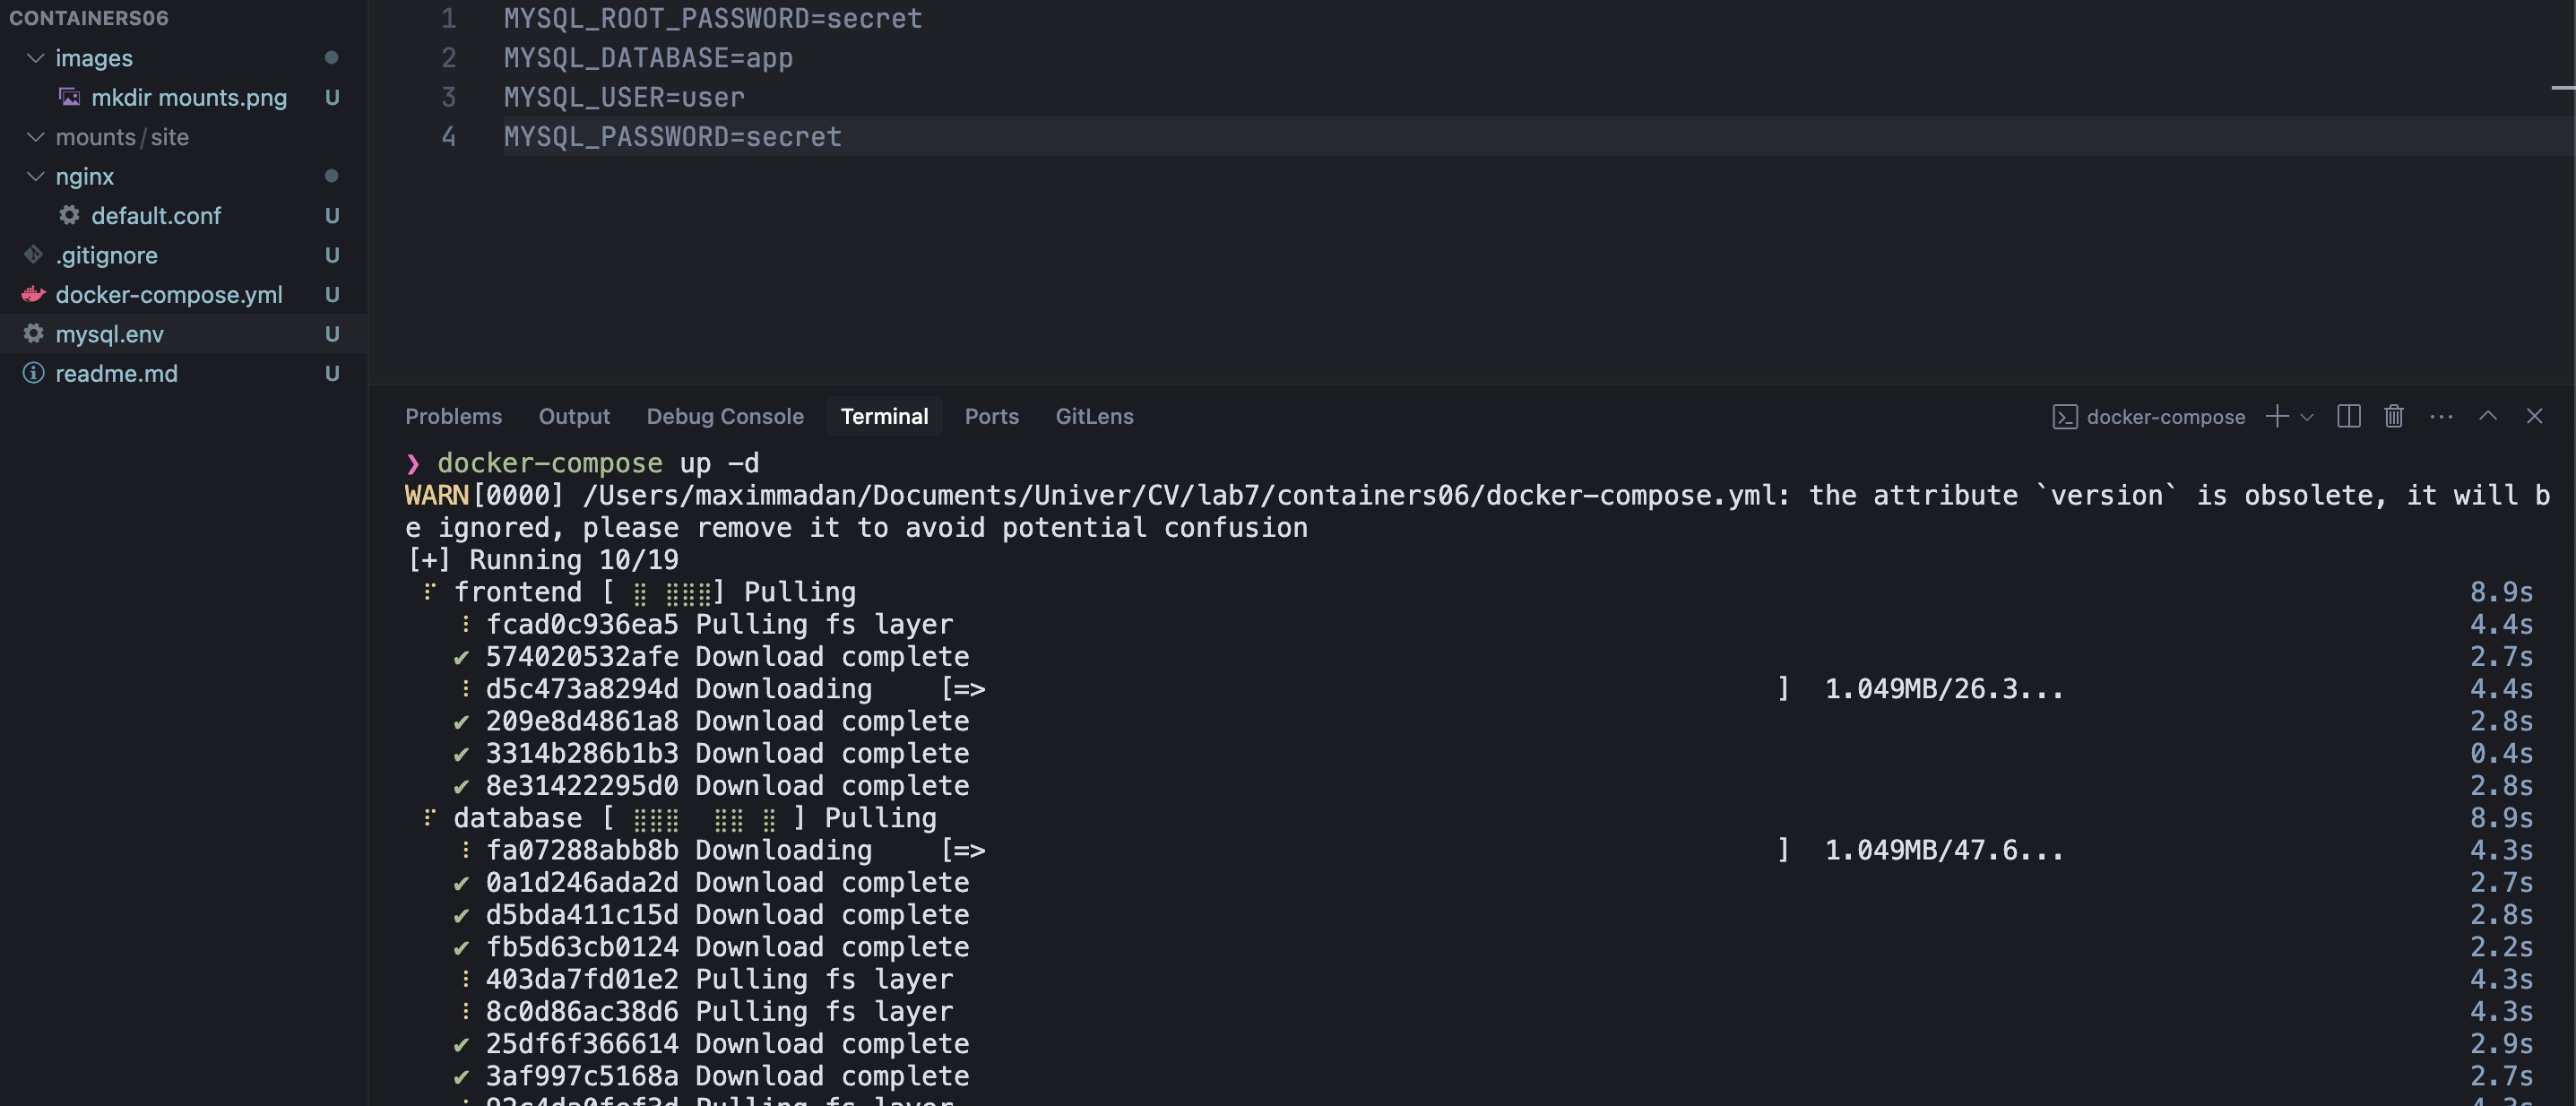 CONTAINERS06
images
mkdir mounts.png U
mounts/site
nginx
default.conf U
.gitignore U
docker-compose.yml U
mysql.env U
readme.md U
1 MYSQL_ROOT_PASSWORD=secret
2 MYSQL_DATABASE=app
3 MYSQL_USER=user
4 MYSQL_PASSWORD=secret
Problems Output Debug Console Terminal Ports GitLens docker-compose
❯ docker-compose up -d
WARN[0000] /Users/maximmadan/Documents/Univer/CV/lab7/containers06/docker-compose.yml: the attribute `version` is obsolete, it will b
e ignored, please remove it to avoid potential confusion
[+] Running 10/19
⠏ frontend [ ⣿ ⣿⣿⣿] Pulling 8.9s
⠸ fcad0c936ea5 Pulling fs layer 4.4s
✔ 574020532afe Download complete 2.7s
⠸ d5c473a8294d Downloading [=> ] 1.049MB/26.3... 4.4s
✔ 209e8d4861a8 Download complete 2.8s
✔ 3314b286b1b3 Download complete 0.4s
✔ 8e31422295d0 Download complete 2.8s
⠏ database [ ⣿⣿⣿ ⣿⣿ ⣿ ] Pulling 8.9s
⠸ fa07288abb8b Downloading [=> ] 1.049MB/47.6... 4.3s
✔ 0a1d246ada2d Download complete 2.7s
✔ d5bda411c15d Download complete 2.8s
✔ fb5d63cb0124 Download complete 2.2s
⠸ 403da7fd01e2 Pulling fs layer 4.3s
⠸ 8c0d86ac38d6 Pulling fs layer 4.3s
✔ 25df6f366614 Download complete 2.9s
✔ 3af997c5168a Download complete 2.7s
Pulling fs layer 4.3s